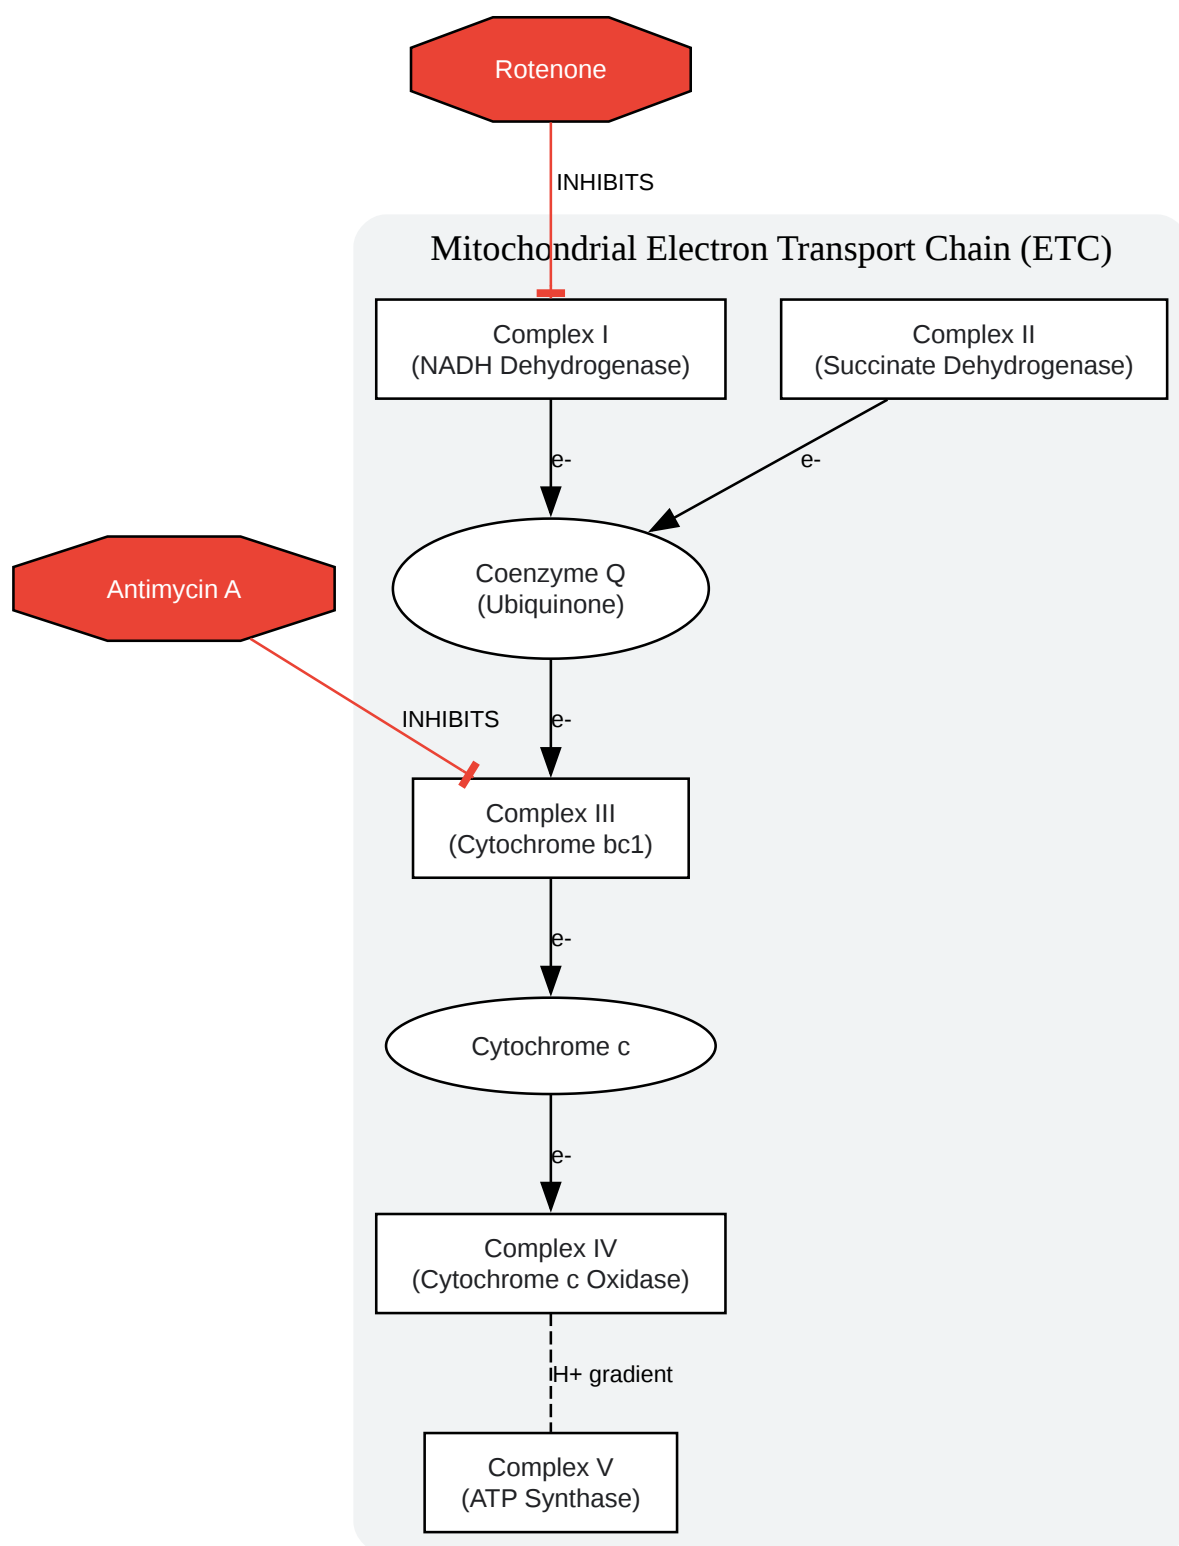 Rotenone
INHIBITS
Mitochondrial Electron Transport Chain (ETC)
Complex I
(NADH Dehydrogenase)
Complex II
(Succinate Dehydrogenase)
e-
e-
Coenzyme Q
(Ubiquinone)
Antimycin A
INHIBITS
e-
Complex III
(Cytochrome bc1)
e-
Cytochrome c
e-
Complex IV
(Cytochrome c Oxidase)
H+ gradient
Complex V
(ATP Synthase)